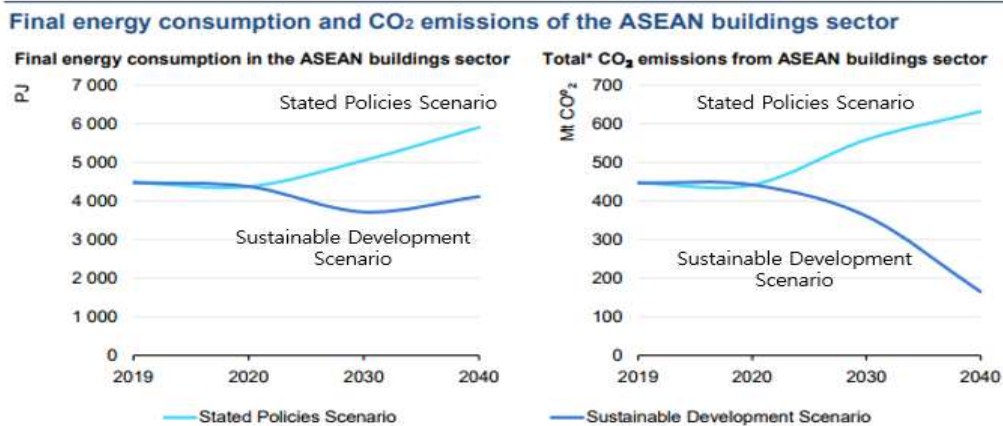 Final energy consumption and CO₂ emissions of the ASEAN buildings sector
Final energy consumption in the ASEAN buildings sector
PJ
7 000
6 000
5 000
4 000
3 000
2 000
1 000
0
2019
2020
2030
2040
Stated Policies Scenario
Sustainable Development
Scenario
Total* CO₂ emissions from ASEAN buildings sector
Mt CO⁰₂
700
600
500
400
300
200
100
0
2019
2020
2030
2040
Stated Policies Scenario
Sustainable Development
Scenario
Stated Policies Scenario
Sustainable Development Scenario